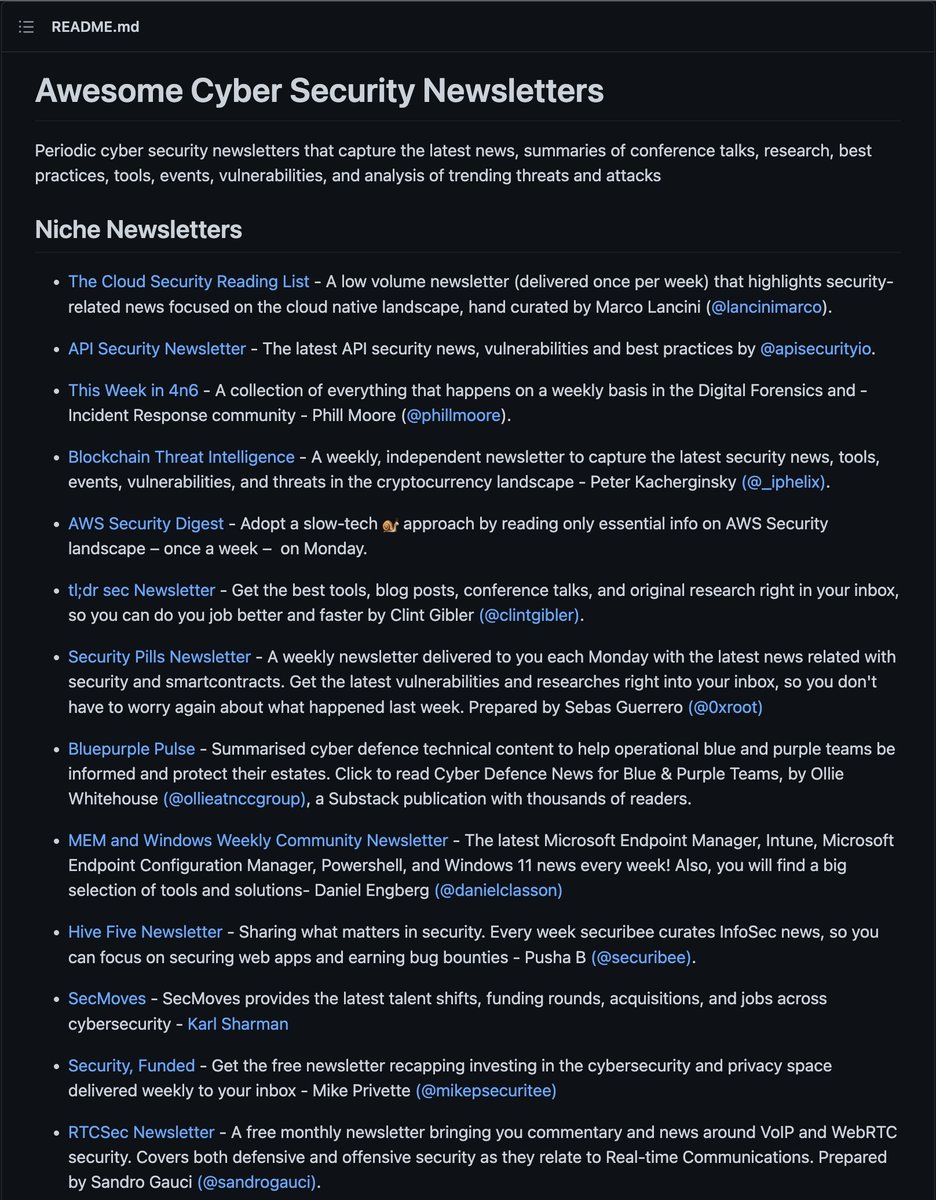 README.md
Awesome Cyber Security Newsletters
Periodic cyber security newsletters that capture the latest news, summaries of conference talks, research, best
practices, tools, events, vulnerabilities, and analysis of trending threats and attacks
Niche Newsletters
• The Cloud Security Reading List - A low volume newsletter (delivered once per week) that highlights security-
related news focused on the cloud native landscape, hand curated by Marco Lancini (@lancinimarco).
• API Security Newsletter - The latest API security news, vulnerabilities and best practices by @apisecurityio.
• This Week in 4n6 - A collection of everything that happens on a weekly basis in the Digital Forensics and -
Incident Response community - Phill Moore (@phillmoore).
• Blockchain Threat Intelligence - A weekly, independent newsletter to capture the latest security news, tools,
events, vulnerabilities, and threats in the cryptocurrency landscape - Peter Kacherginsky (@_iphelix).
• AWS Security Digest - Adopt a slow-tech 🐌 approach by reading only essential info on AWS Security
landscape – once a week – on Monday.
• tl;dr sec Newsletter - Get the best tools, blog posts, conference talks, and original research right in your inbox,
so you can do you job better and faster by Clint Gibler (@clintgibler).
• Security Pills Newsletter - A weekly newsletter delivered to you each Monday with the latest news related with
security and smartcontracts. Get the latest vulnerabilities and researches right into your inbox, so you don't
have to worry again about what happened last week. Prepared by Sebas Guerrero (@0xroot)
• Bluepurple Pulse - Summarised cyber defence technical content to help operational blue and purple teams be
informed and protect their estates. Click to read Cyber Defence News for Blue & Purple Teams, by Ollie
Whitehouse (@ollieatnccgroup), a Substack publication with thousands of readers.
• MEM and Windows Weekly Community Newsletter - The latest Microsoft Endpoint Manager, Intune, Microsoft
Endpoint Configuration Manager, Powershell, and Windows 11 news every week! Also, you will find a big
selection of tools and solutions- Daniel Engberg (@danielclasson)
• Hive Five Newsletter - Sharing what matters in security. Every week securibee curates InfoSec news, so you
can focus on securing web apps and earning bug bounties - Pusha B (@securibee).
• SecMoves - SecMoves provides the latest talent shifts, funding rounds, acquisitions, and jobs across
cybersecurity - Karl Sharman
• Security, Funded - Get the free newsletter recapping investing in the cybersecurity and privacy space
delivered weekly to your inbox - Mike Privette (@mikepsecuritee)
• RTCSec Newsletter - A free monthly newsletter bringing you commentary and news around VoIP and WebRTC
security. Covers both defensive and offensive security as they relate to Real-time Communications. Prepared
by Sandro Gauci (@sandrogauci).